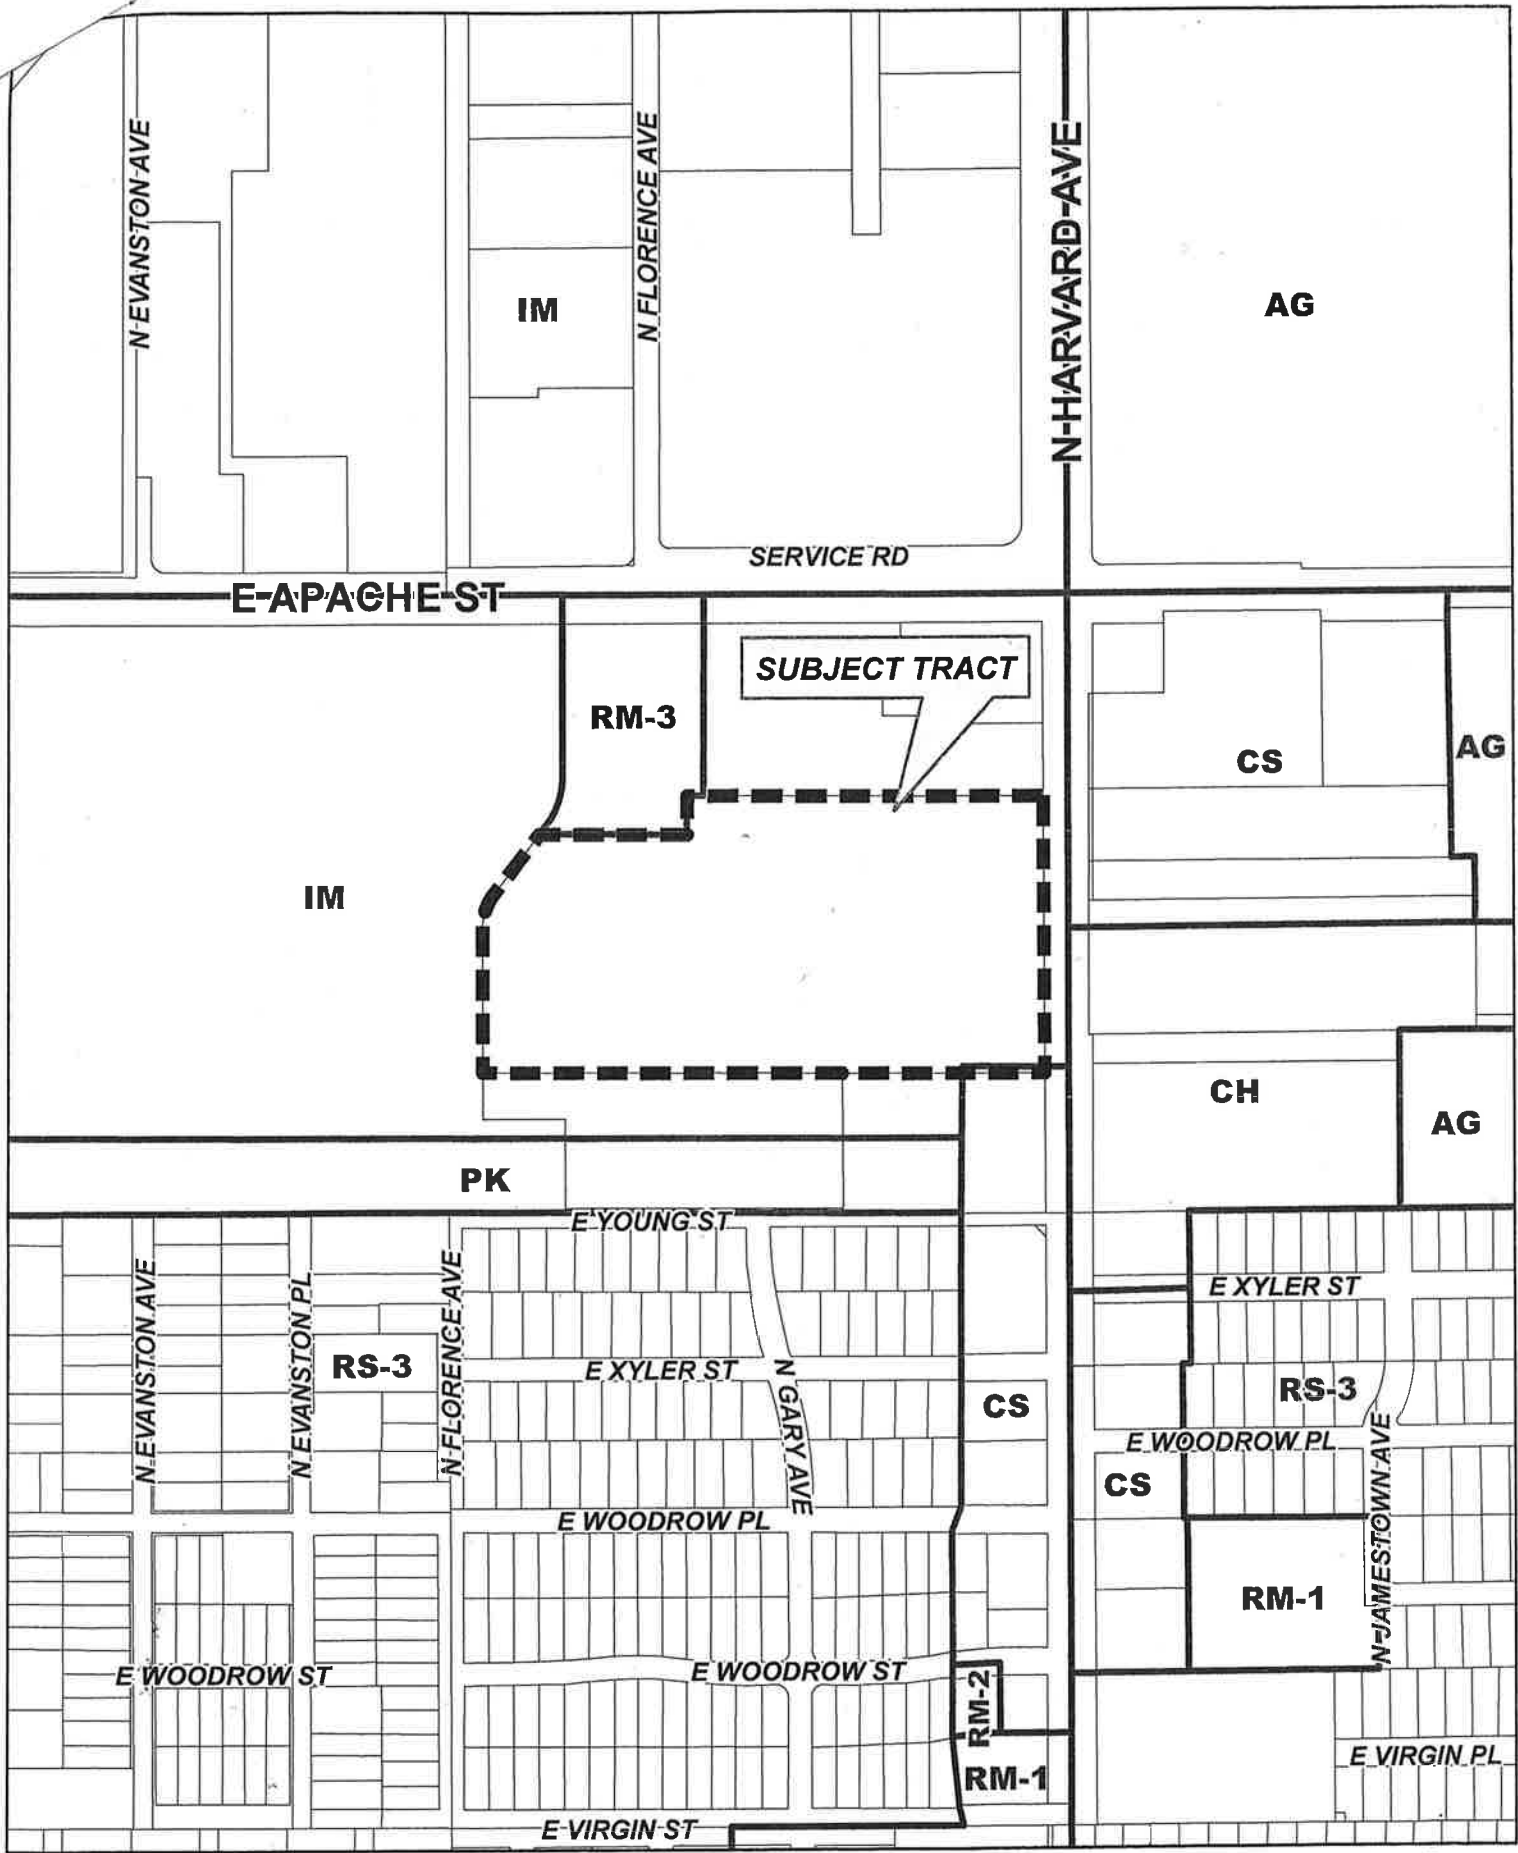 N EVANSTON AVE
N FLORENCE AVE
N HARVARD AVE
IM
AG
SERVICE RD
E APACHE ST
SUBJECT TRACT
RM-3
CS
AG
IM
CH
AG
PK
E YOUNG ST
N EVANSTON AVE
N EVANSTON PL
N FLORENCE AVE
E XYLER ST
RS-3
E XYLER ST
N GARY AVE
CS
RS-3
E WOODROW PL
N JAMESTOWN AVE
CS
E WOODROW PL
RM-1
E WOODROW ST
E WOODROW ST
RM-2
E VIRGIN PL
RM-1
E VIRGIN ST